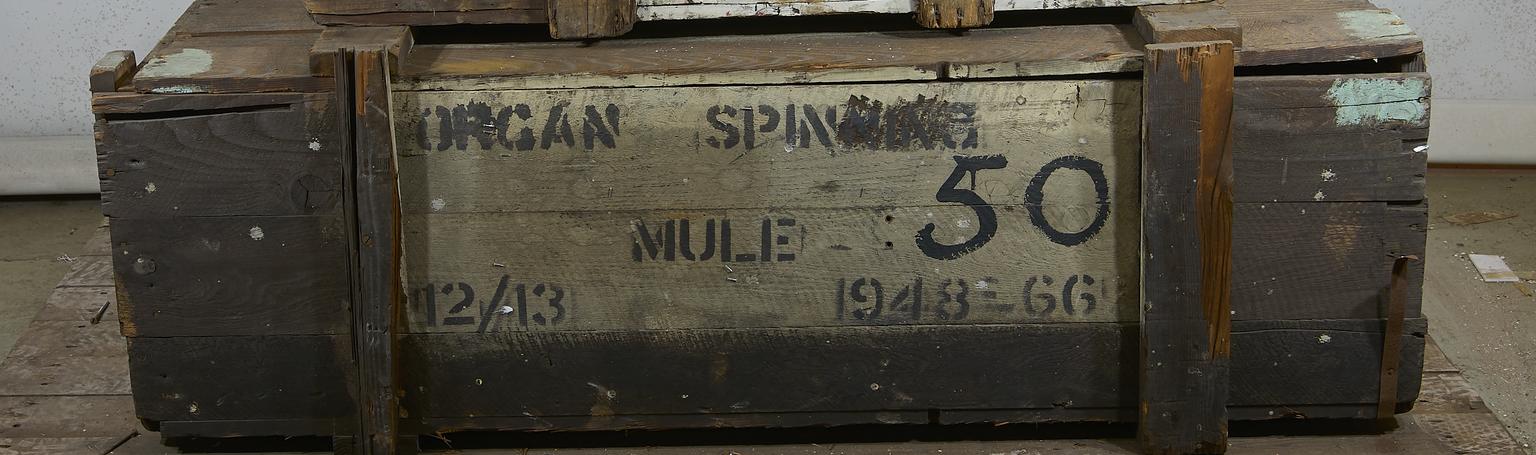 ORGAN SPINNING
50
MULE
12/13 1948-66